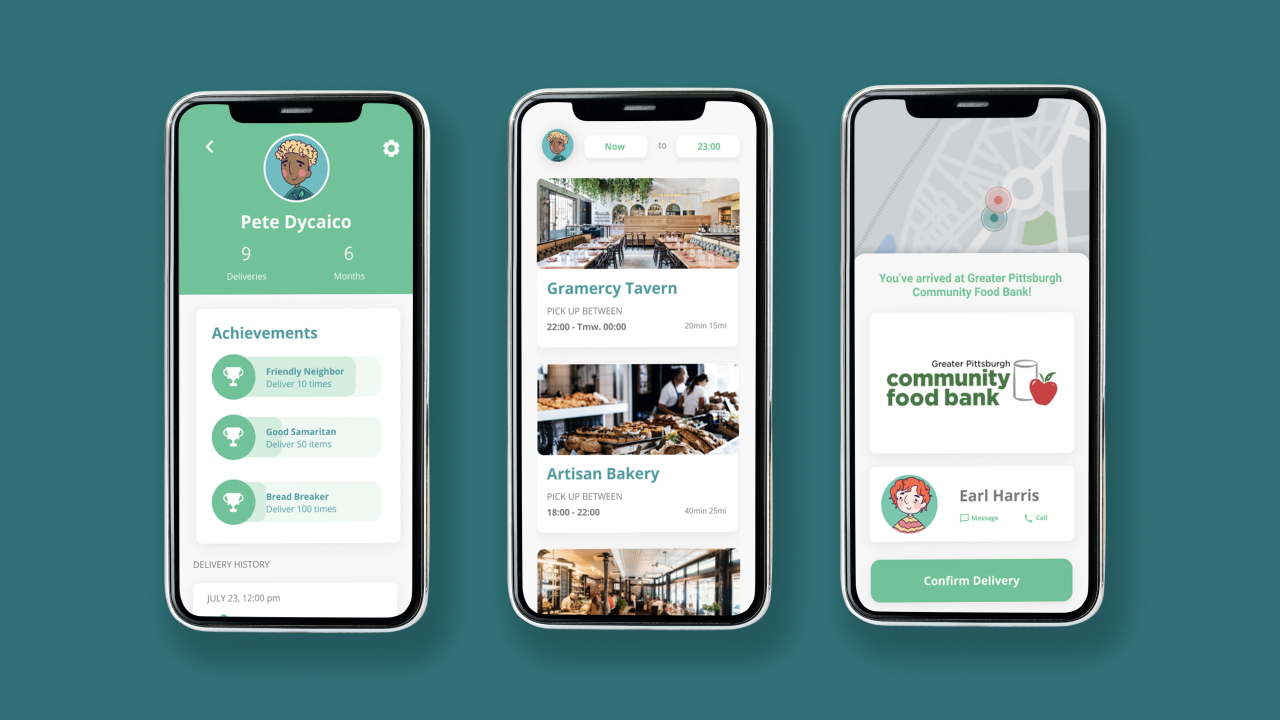 Pete Dycaico
9 6
Deliveries Months
Achievements
Friendly Neighbor
Deliver 10 times
Good Samaritan
Deliver 50 items
Bread Breaker
Deliver 100 times
DELIVERY HISTORY
JULY 23, 12:00 pm
Now to 23:00
Gramercy Tavern
PICK UP BETWEEN
22:00 - Tmw. 00:00 20min 15mi
Artisan Bakery
PICK UP BETWEEN
18:00 - 22:00 40min 25mi
You've arrived at Greater Pittsburgh
Community Food Bank!
Greater Pittsburgh
community
food bank
Earl Harris
Message Call
Confirm Delivery